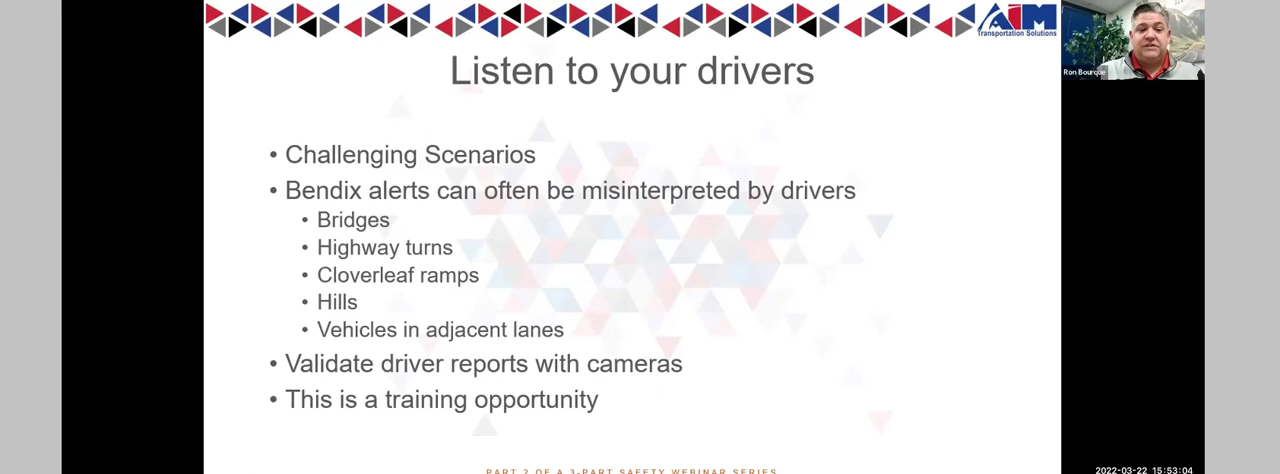 AIM
Transportation Solutions
Ron Bourque
Listen to your drivers
• Challenging Scenarios
• Bendix alerts can often be misinterpreted by drivers
• Bridges
• Highway turns
• Cloverleaf ramps
• Hills
• Vehicles in adjacent lanes
• Validate driver reports with cameras
• This is a training opportunity
PART 2 OF A 3-PART SAFETY WEBINAR SERIES
2022-03-22 15:53:04